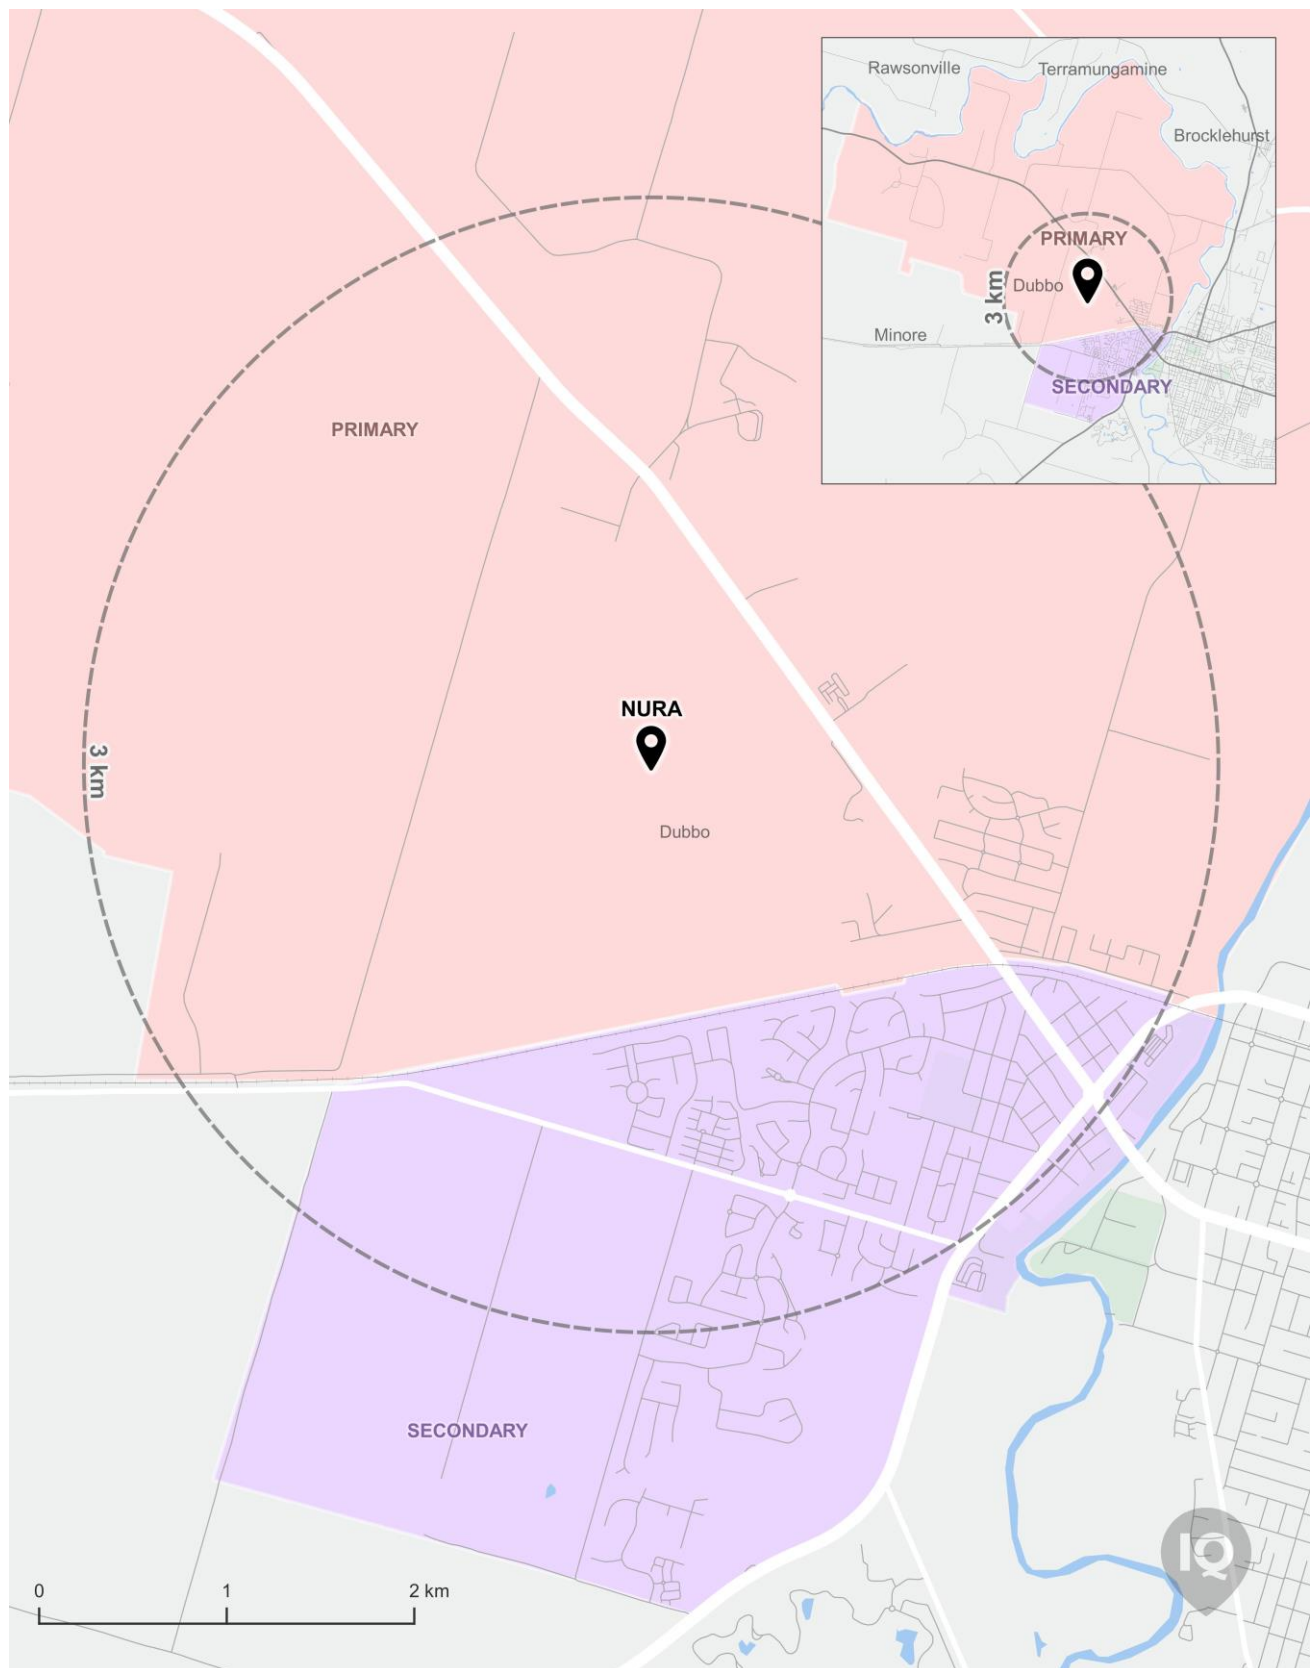 Rawsonville
Terramungamine
Brocklehurst
PRIMARY
Dubbo
3 km
Minore
SECONDARY
PRIMARY
NURA
3 km
Dubbo
SECONDARY
0 1 2 km
IQ